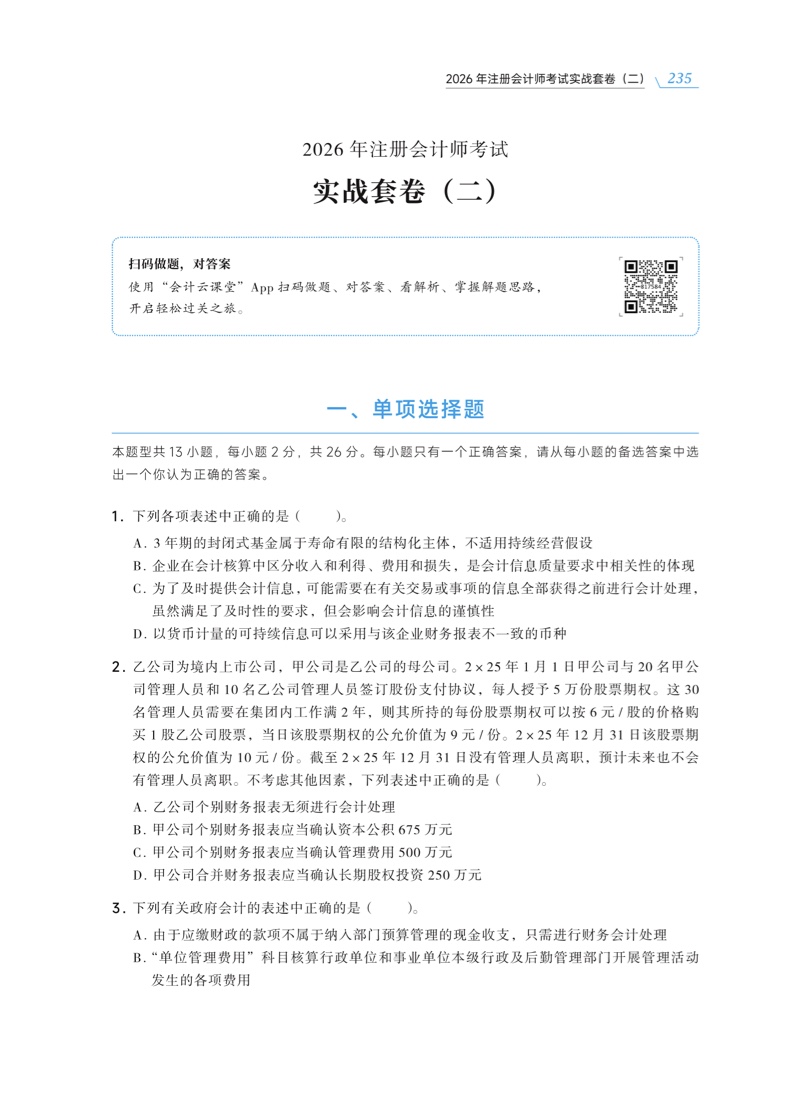 2026 年注册会计师考试实战套卷（二） 235
2026 年注册会计师考试
实战套卷（二）
扫码做题，对答案
使用“会计云课堂”App 扫码做题、对答案、看解析、掌握解题思路，
开启轻松过关之旅。
一、单项选择题
本题型共 13 小题，每小题 2 分，共 26 分。每小题只有一个正确答案，请从每小题的备选答案中选
出一个你认为正确的答案。
1. 下列各项表述中正确的是（　　）。
A. 3 年期的封闭式基金属于寿命有限的结构化主体，不适用持续经营假设
B. 企业在会计核算中区分收入和利得、费用和损失，是会计信息质量要求中相关性的体现
C. 为了及时提供会计信息，可能需要在有关交易或事项的信息全部获得之前进行会计处理，
虽然满足了及时性的要求，但会影响会计信息的谨慎性
D. 以货币计量的可持续信息可以采用与该企业财务报表不一致的币种
2. 乙公司为境内上市公司，甲公司是乙公司的母公司。2×25 年 1 月 1 日甲公司与 20 名甲公
司管理人员和 10 名乙公司管理人员签订股份支付协议，每人授予 5 万份股票期权。这 30
名管理人员需要在集团内工作满 2 年，则其所持的每份股票期权可以按 6 元 / 股的价格购
买 1 股乙公司股票，当日该股票期权的公允价值为 9 元 / 份。2×25 年 12 月 31 日该股票期
权的公允价值为 10 元 / 份。截至 2×25 年 12 月 31 日没有管理人员离职，预计未来也不会
有管理人员离职。不考虑其他因素，下列表述中正确的是（　　）。
A. 乙公司个别财务报表无须进行会计处理
B. 甲公司个别财务报表应当确认资本公积 675 万元
C. 甲公司个别财务报表应当确认管理费用 500 万元
D. 甲公司合并财务报表应当确认长期股权投资 250 万元
3. 下列有关政府会计的表述中正确的是（　　）。
A. 由于应缴财政的款项不属于纳入部门预算管理的现金收支，只需进行财务会计处理
B. “单位管理费用”科目核算行政单位和事业单位本级行政及后勤管理部门开展管理活动
发生的各项费用